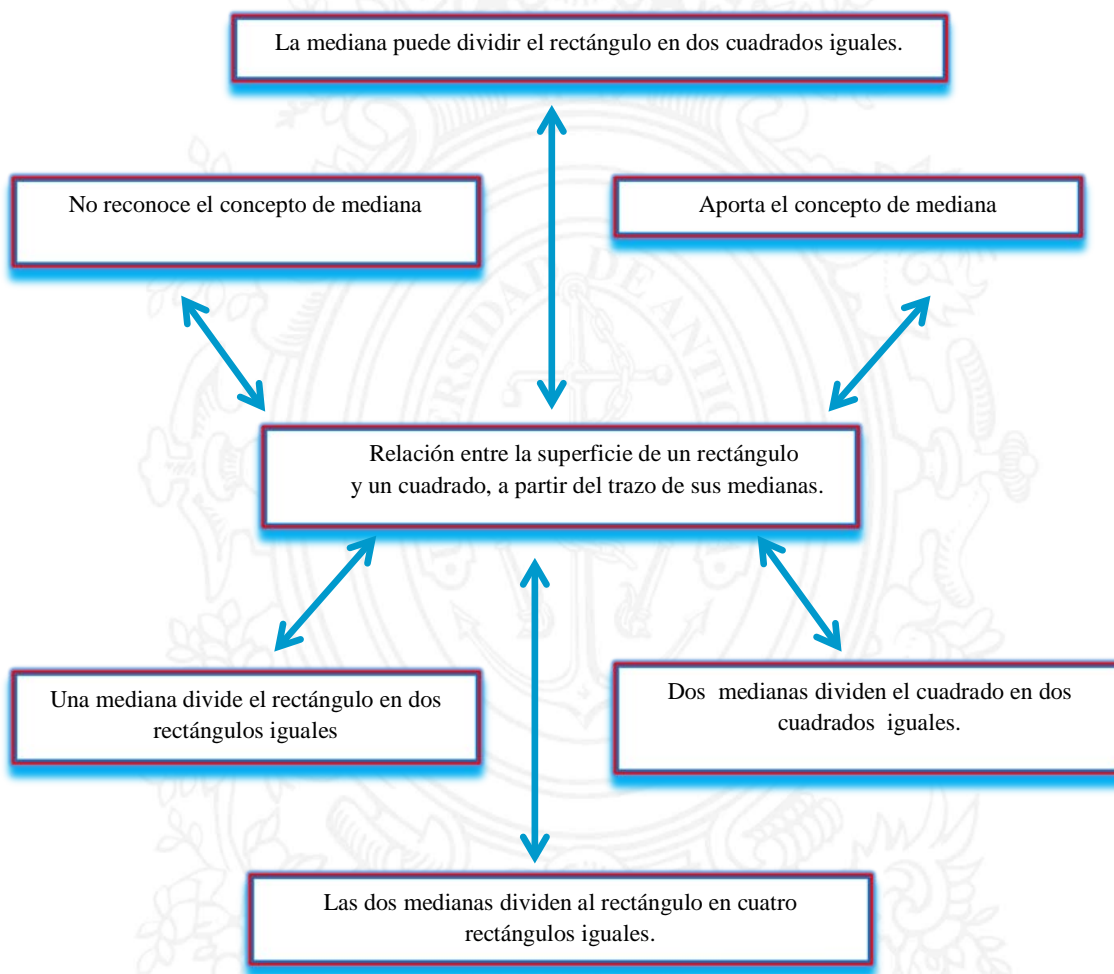 La mediana puede dividir el rectángulo en dos cuadrados iguales.
No reconoce el concepto de mediana
Aporta el concepto de mediana
Relación entre la superficie de un rectángulo
y un cuadrado, a partir del trazo de sus medianas.
Una mediana divide el rectángulo en dos
rectángulos iguales
Dos medianas dividen el cuadrado en dos
cuadrados iguales.
Las dos medianas dividen al rectángulo en cuatro
rectángulos iguales.